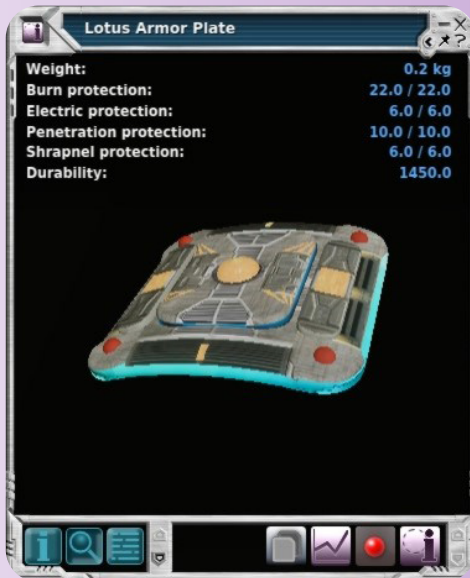 Lotus Armor Plate
Weight: 0.2 kg
Burn protection: 22.0 / 22.0
Electric protection: 6.0 / 6.0
Penetration protection: 10.0 / 10.0
Shrapnel protection: 6.0 / 6.0
Durability: 1450.0